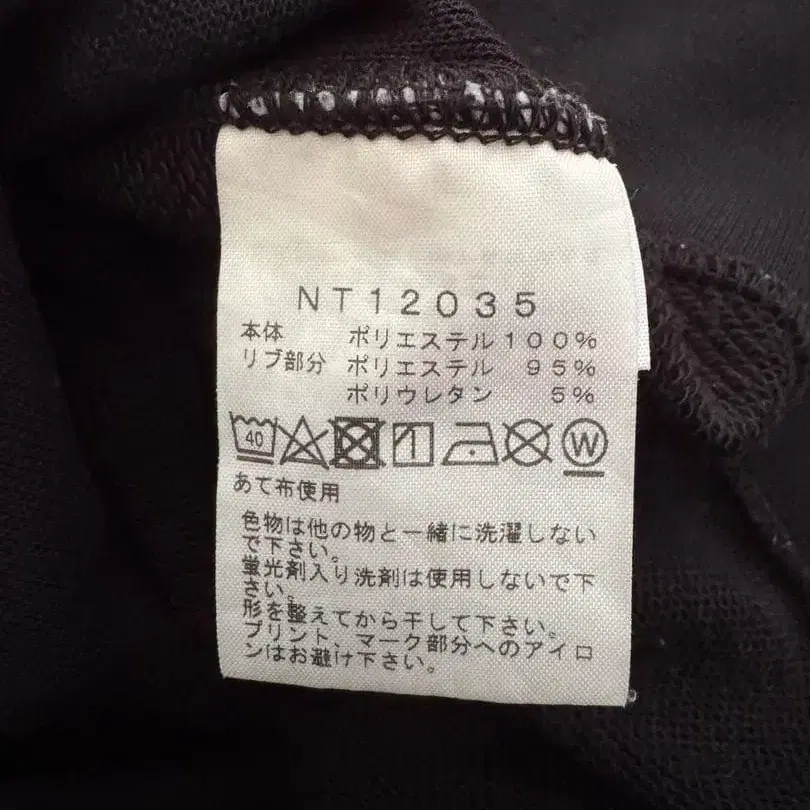 NT12035
本体 ポリエステル100%
リブ部分 ポリエステル 95%
ポリウレタン 5%
40 W
あて布使用
色物は他の物と一緒に洗濯しない
で下さい。
蛍光剤入り洗剤は使用しないで下
さい。
形を整えてから干して下さい。
プリント、マーク部分へのアイロ
ンはお避け下さい。